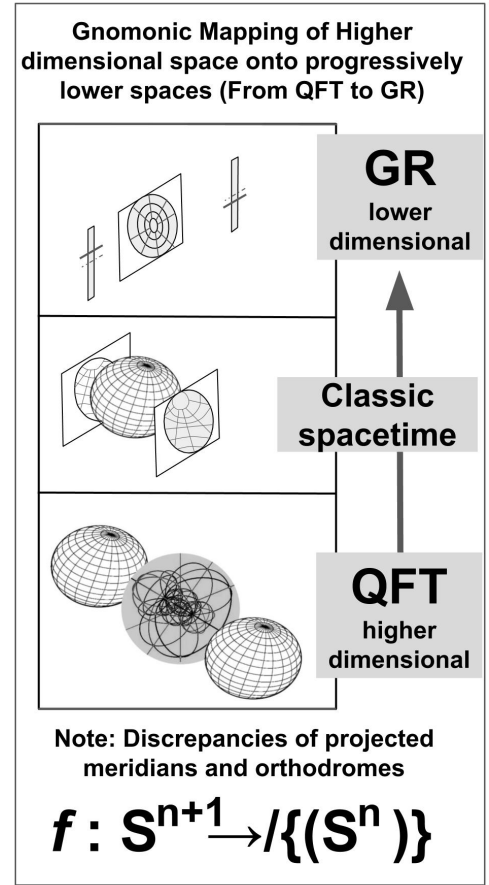 Gnomonic Mapping of Higher
dimensional space onto progressively
lower spaces (From QFT to GR)
GR
lower
dimensional
Classic
spacetime
QFT
higher
dimensional
Note: Discrepancies of projected
meridians and orthodromes
f : Sⁿ⁺¹→/{(Sⁿ )}